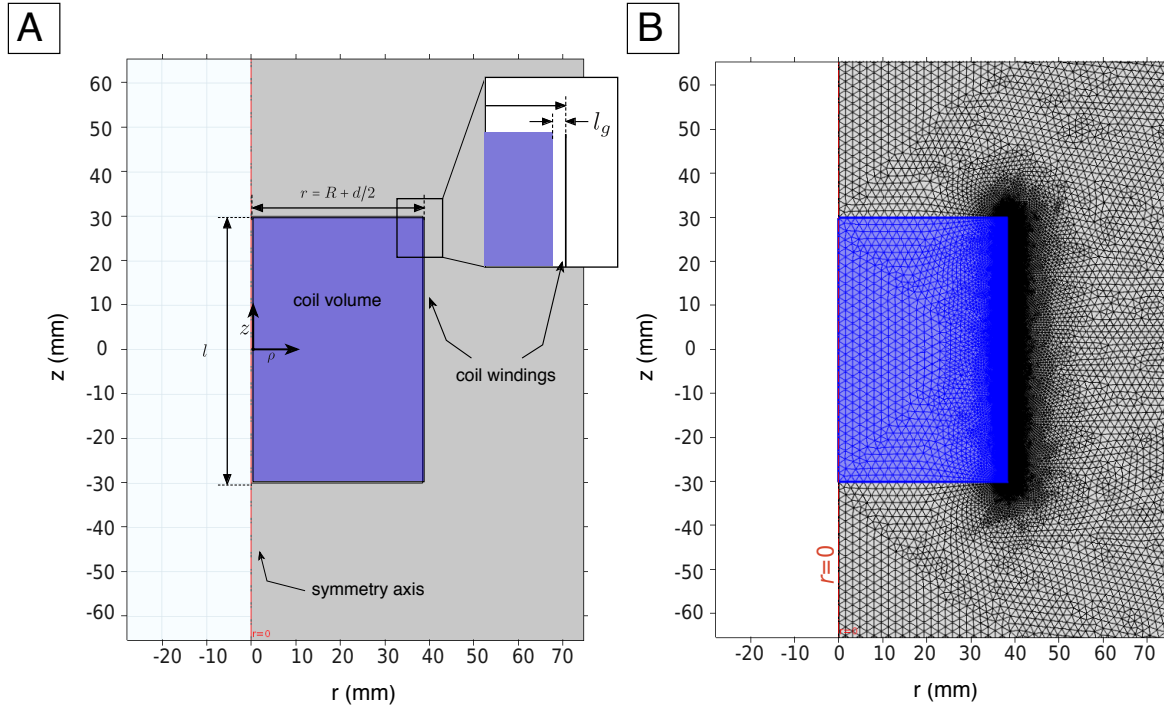 A
60
50
40
30
20
10
0
-10
-20
-30
-40
-50
-60
z (mm)
r = R + d/2
l_g
coil volume
z
ρ
l
coil windings
symmetry axis
r=0
-20 -10 0 10 20 30 40 50 60 70
r (mm)
B
60
50
40
30
20
10
0
-10
-20
-30
-40
-50
-60
z (mm)
r=0
-20 -10 0 10 20 30 40 50 60 70
r (mm)